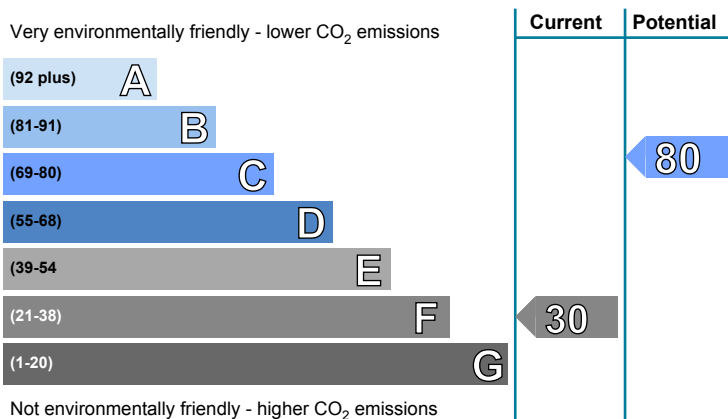 Very environmentally friendly - lower CO₂ emissions
Current
Potential
(92 plus) A
(81-91) B
(69-80) C
80
(55-68) D
(39-54 E
(21-38) F
30
(1-20) G
Not environmentally friendly - higher CO₂ emissions